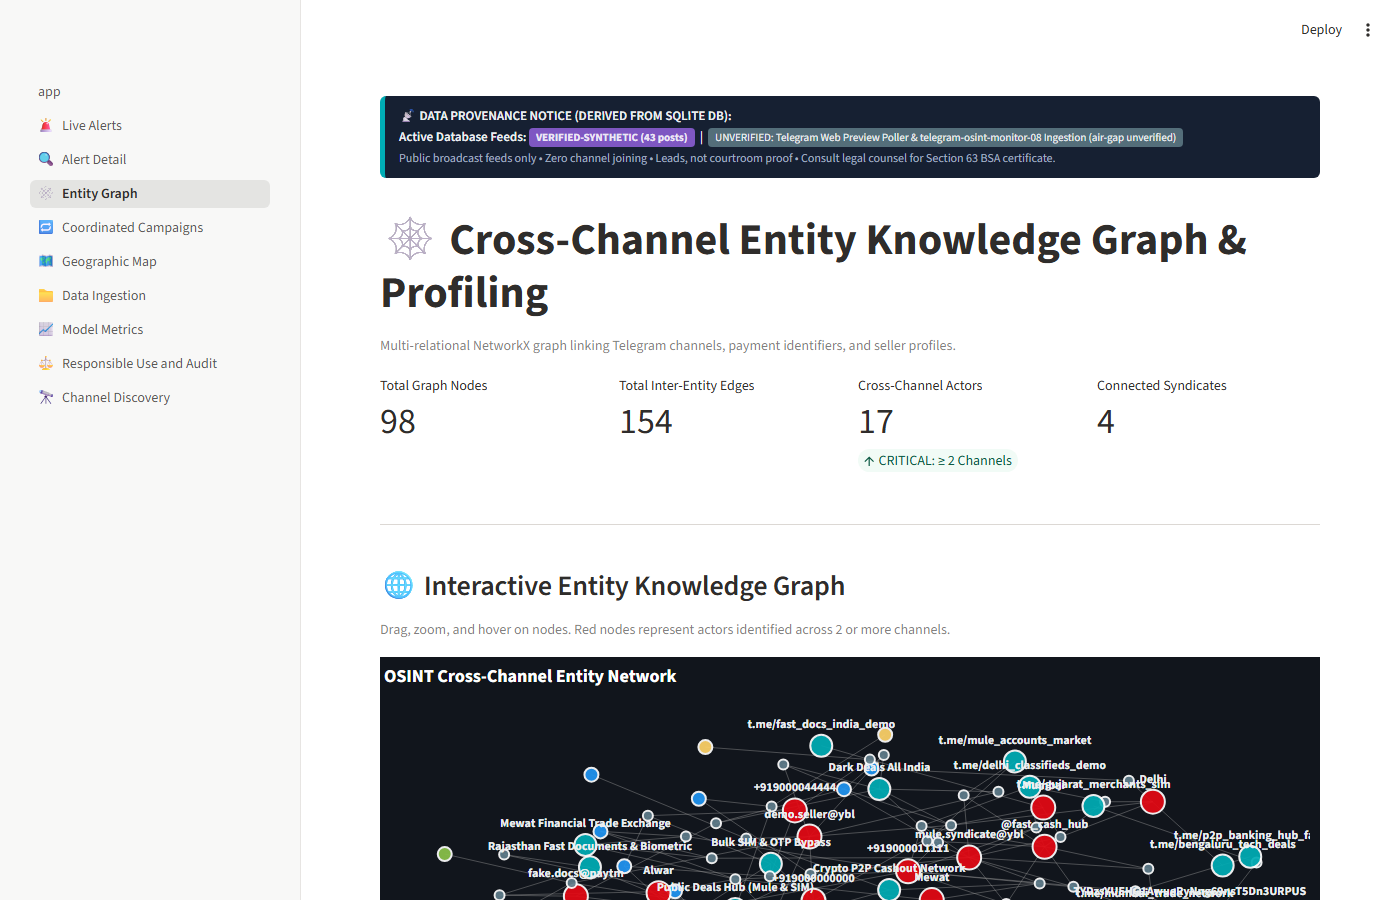 Deploy
app
Live Alerts
Alert Detail
Entity Graph
Coordinated Campaigns
Geographic Map
Data Ingestion
Model Metrics
Responsible Use and Audit
Channel Discovery
DATA PROVENANCE NOTICE (DERIVED FROM SQLITE DB):
Active Database Feeds: VERIFIED-SYNTHETIC (43 posts) | UNVERIFIED: Telegram Web Preview Poller & telegram-osint-monitor-08 Ingestion (air-gap unverified)
Public broadcast feeds only • Zero channel joining • Leads, not courtroom proof • Consult legal counsel for Section 63 BSA certificate.
Cross-Channel Entity Knowledge Graph &
Profiling
Multi-relational NetworkX graph linking Telegram channels, payment identifiers, and seller profiles.
Total Graph Nodes
98
Total Inter-Entity Edges
154
Cross-Channel Actors
17
↑ CRITICAL: ≥ 2 Channels
Connected Syndicates
4
Interactive Entity Knowledge Graph
Drag, zoom, and hover on nodes. Red nodes represent actors identified across 2 or more channels.
OSINT Cross-Channel Entity Network
t.me/fast_docs_india_demo
t.me/mule_accounts_market
Dark Deals All India
t.me/delhi_classifieds_demo
Delhi
+919000044444
demo.seller@ybl
Mewat Financial Trade Exchange
@fast_cash_hub
mule.syndicate@ybl
Rajasthan Fast Documents & Biometric
Bulk SIM & OTP Bypass
+919000011111
t.me/bengaluru_tech_deals
fake.docs@paytm
Alwar
Crypto P2P Cashout Network
+919000000000
Mewat
Public Deals Hub (Mule & SIM)